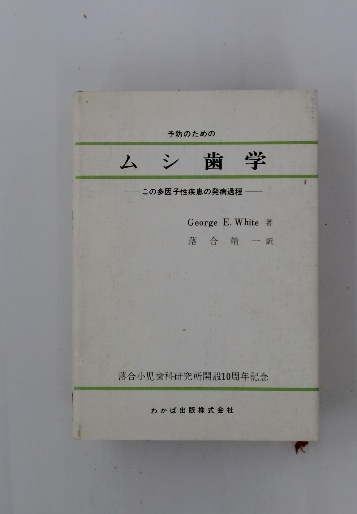 予防のための
ムシ歯学
この多因子性疾患の発病過程
George E. White 著
落合靖一 訳
落合小児歯科研究所開設10周年記念
わかば出版株式会社